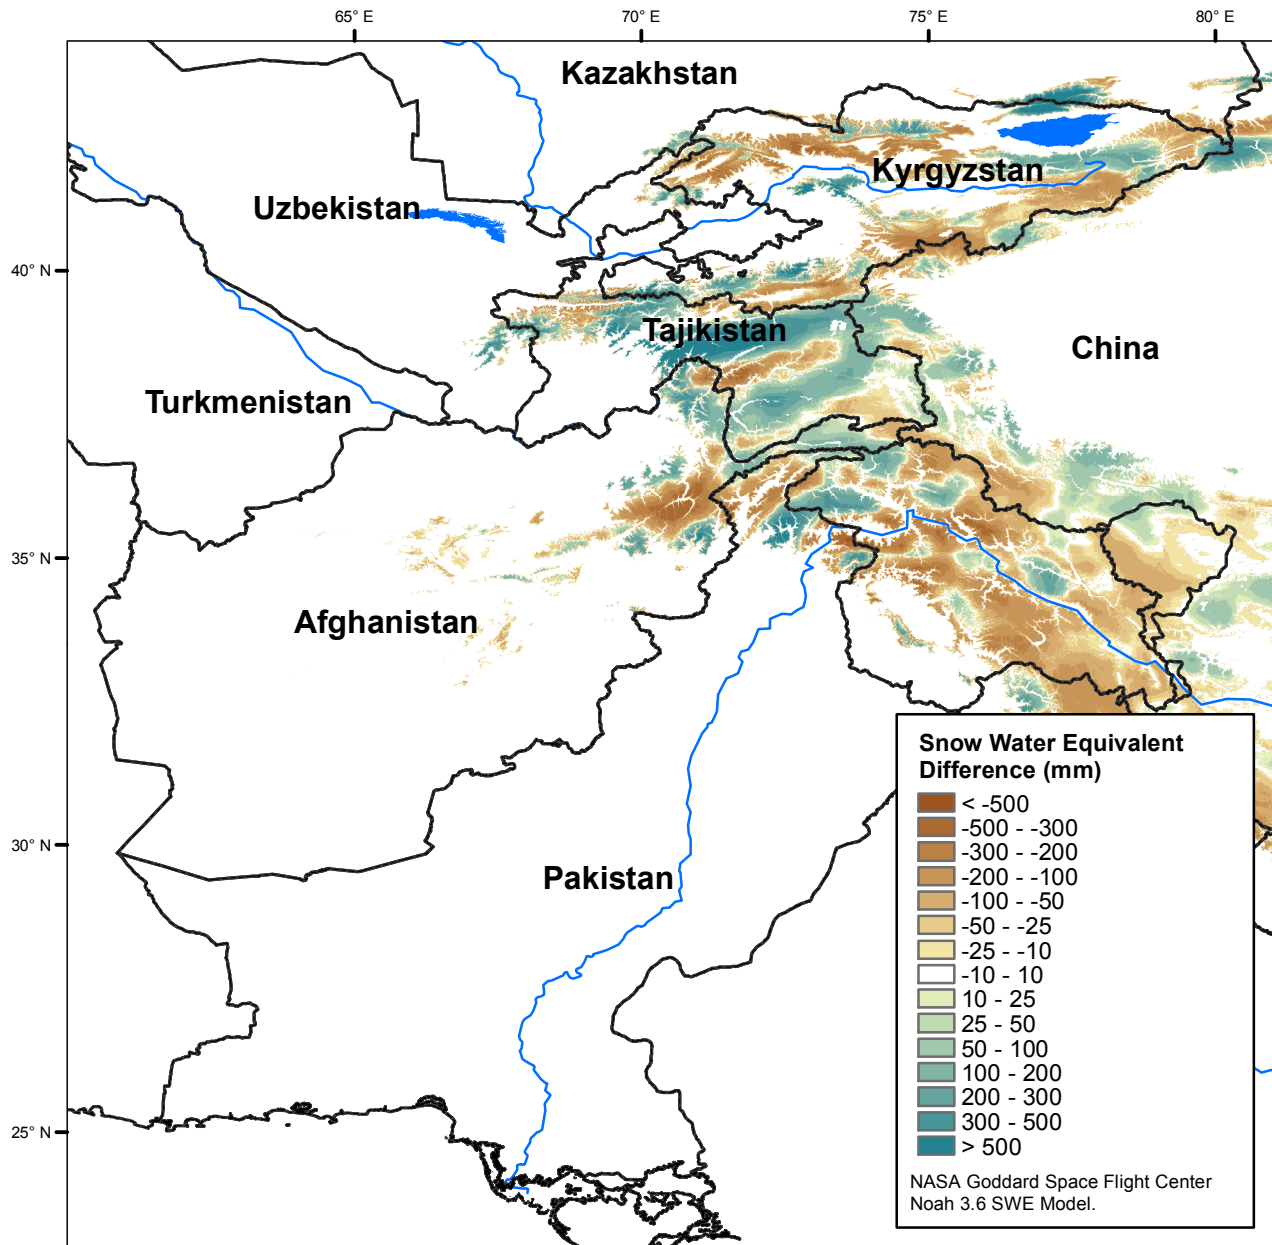 65° E
70° E
75° E
80° E
Kazakhstan
Kyrgyzstan
Uzbekistan
40° N
Tajikistan
China
Turkmenistan
35° N
Afghanistan
Snow Water Equivalent
Difference (mm)
< -500
-500 - -300
-300 - -200
-200 - -100
-100 - -50
-50 - -25
-25 - -10
-10 - 10
10 - 25
25 - 50
50 - 100
100 - 200
200 - 300
300 - 500
> 500
NASA Goddard Space Flight Center
Noah 3.6 SWE Model.
30° N
Pakistan
25° N